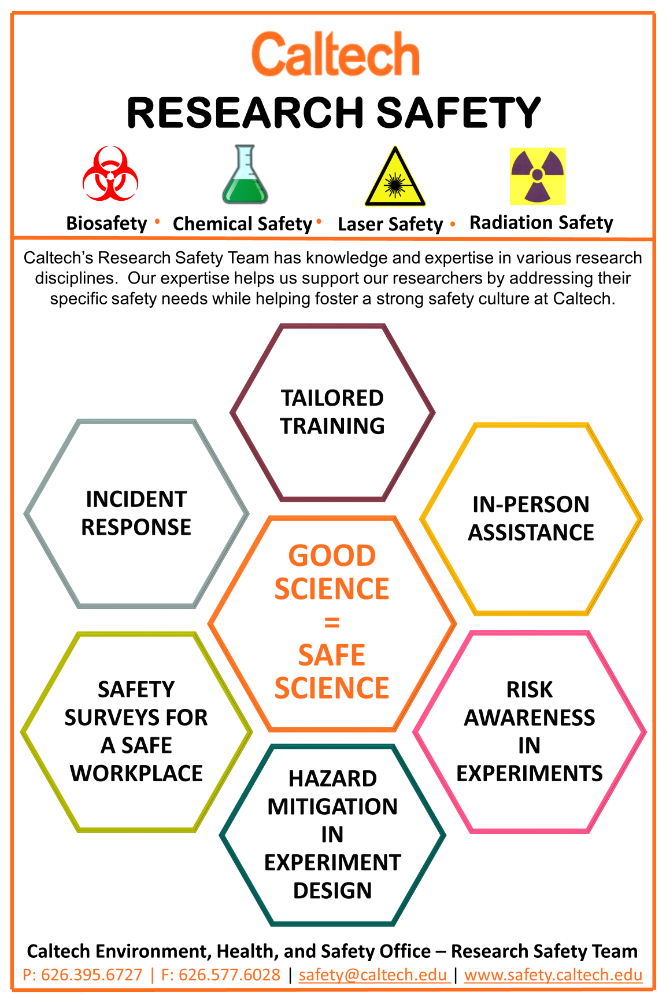 Caltech
RESEARCH SAFETY
Biosafety • Chemical Safety • Laser Safety • Radiation Safety
Caltech’s Research Safety Team has knowledge and expertise in various research
disciplines.  Our expertise helps us support our researchers by addressing their
specific safety needs while helping foster a strong safety culture at Caltech.
TAILORED
TRAINING
INCIDENT
RESPONSE
IN-PERSON
ASSISTANCE
GOOD
SCIENCE
=
SAFE
SCIENCE
SAFETY
SURVEYS FOR
A SAFE
WORKPLACE
RISK
AWARENESS
IN
EXPERIMENTS
HAZARD
MITIGATION
IN
EXPERIMENT
DESIGN
Caltech Environment, Health, and Safety Office – Research Safety Team
P: 626.395.6727 | F: 626.577.6028 | safety@caltech.edu | www.safety.caltech.edu